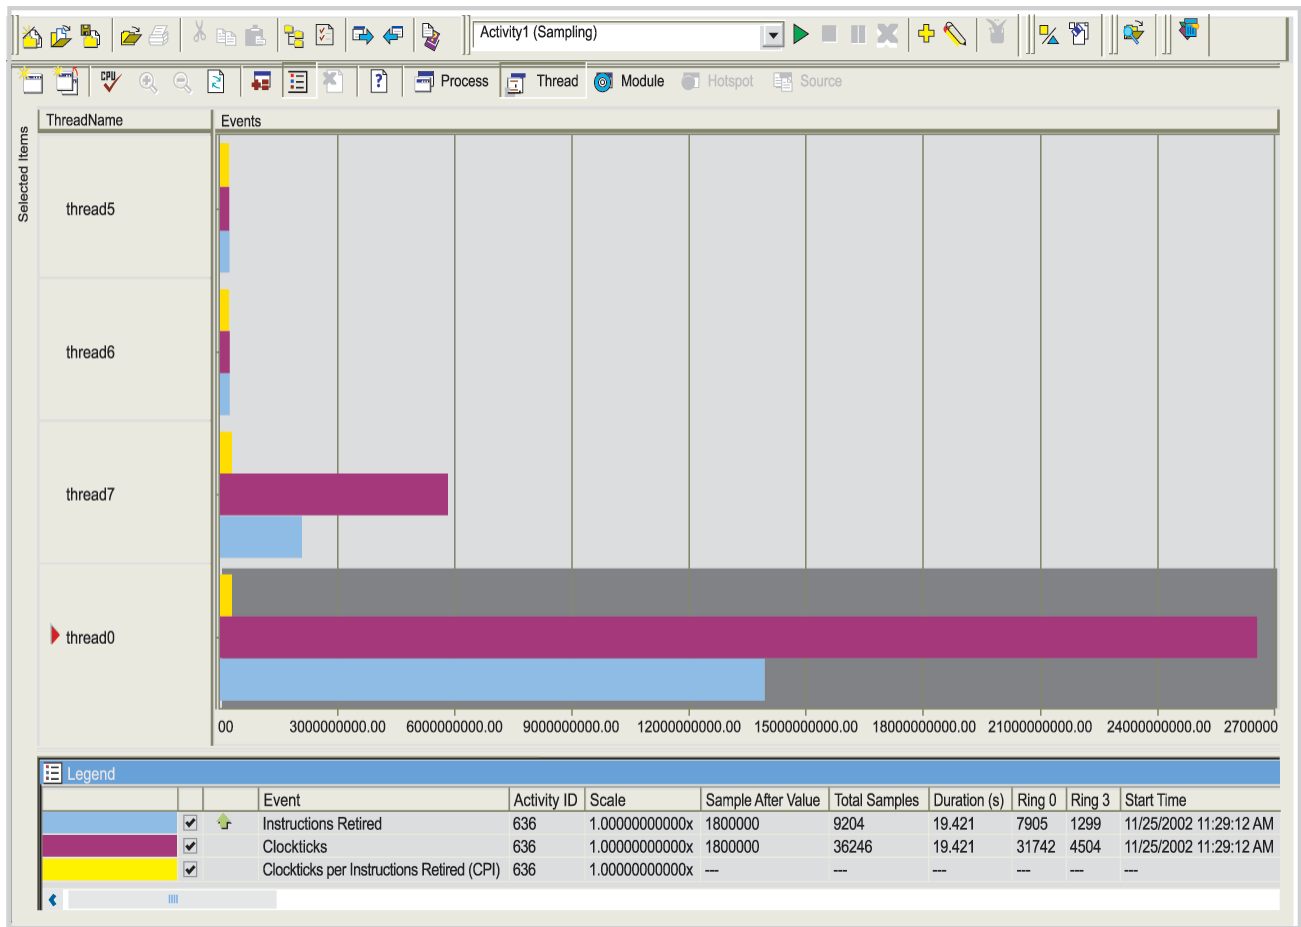 Activity1 (Sampling)
CPU
Process Thread Module Hotspot Source
ThreadName Events
Selected Items
thread5
thread6
thread7
thread0
00 3000000000.00 6000000000.00 9000000000.00 12000000000.00 15000000000.00 18000000000.00 21000000000.00 24000000000.00 2700000
Legend
Event Activity ID Scale Sample After Value Total Samples Duration (s) Ring 0 Ring 3 Start Time
Instructions Retired 636 1.00000000000x 1800000 9204 19.421 7905 1299 11/25/2002 11:29:12 AM
Clockticks 636 1.00000000000x 1800000 36246 19.421 31742 4504 11/25/2002 11:29:12 AM
Clockticks per Instructions Retired (CPI) 636 1.00000000000x --- --- --- --- --- ---